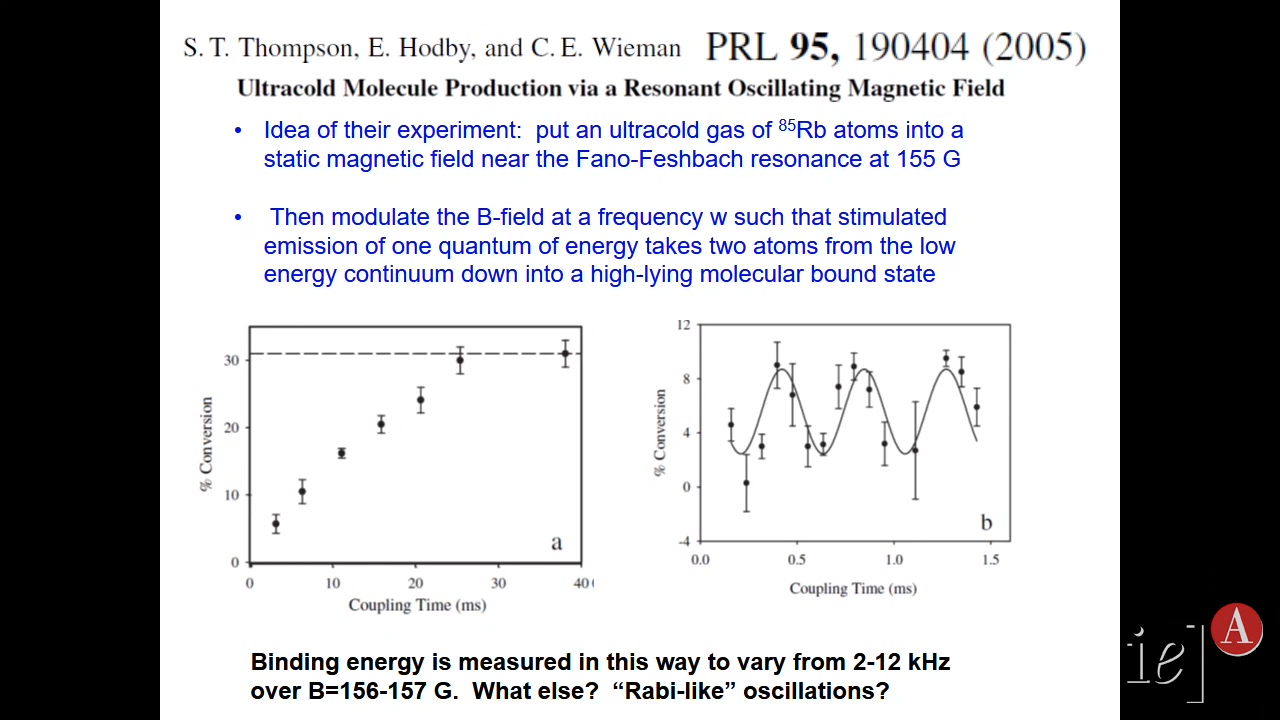 S. T. Thompson, E. Hodby, and C. E. Wieman PRL 95, 190404 (2005)
Ultracold Molecule Production via a Resonant Oscillating Magnetic Field
• Idea of their experiment: put an ultracold gas of ⁸⁵Rb atoms into a
static magnetic field near the Fano-Feshbach resonance at 155 G
• Then modulate the B-field at a frequency w such that stimulated
emission of one quantum of energy takes two atoms from the low
energy continuum down into a high-lying molecular bound state
% Conversion
30
20
10
0
a
0 10 20 30 40
Coupling Time (ms)
% Conversion
12
8
4
0
-4
b
0.0 0.5 1.0 1.5
Coupling Time (ms)
Binding energy is measured in this way to vary from 2-12 kHz
over B=156-157 G. What else? “Rabi-like” oscillations?
A
ie]